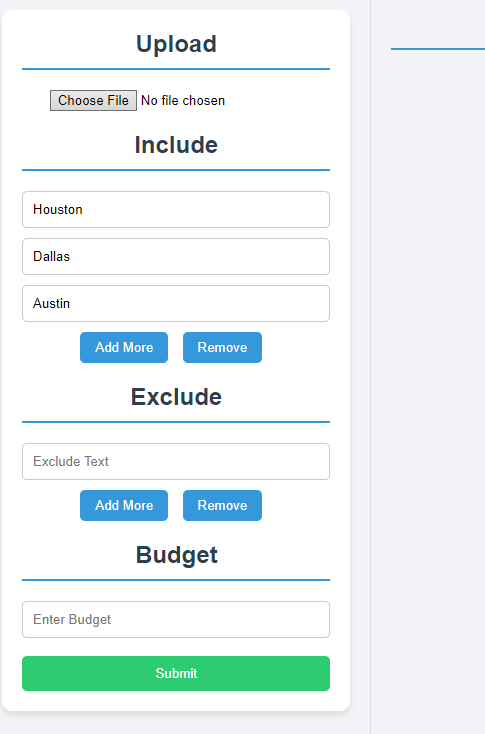 Upload
Choose File No file chosen
Include
Houston
Dallas
Austin
Add More Remove
Exclude
Exclude Text
Add More Remove
Budget
Enter Budget
Submit